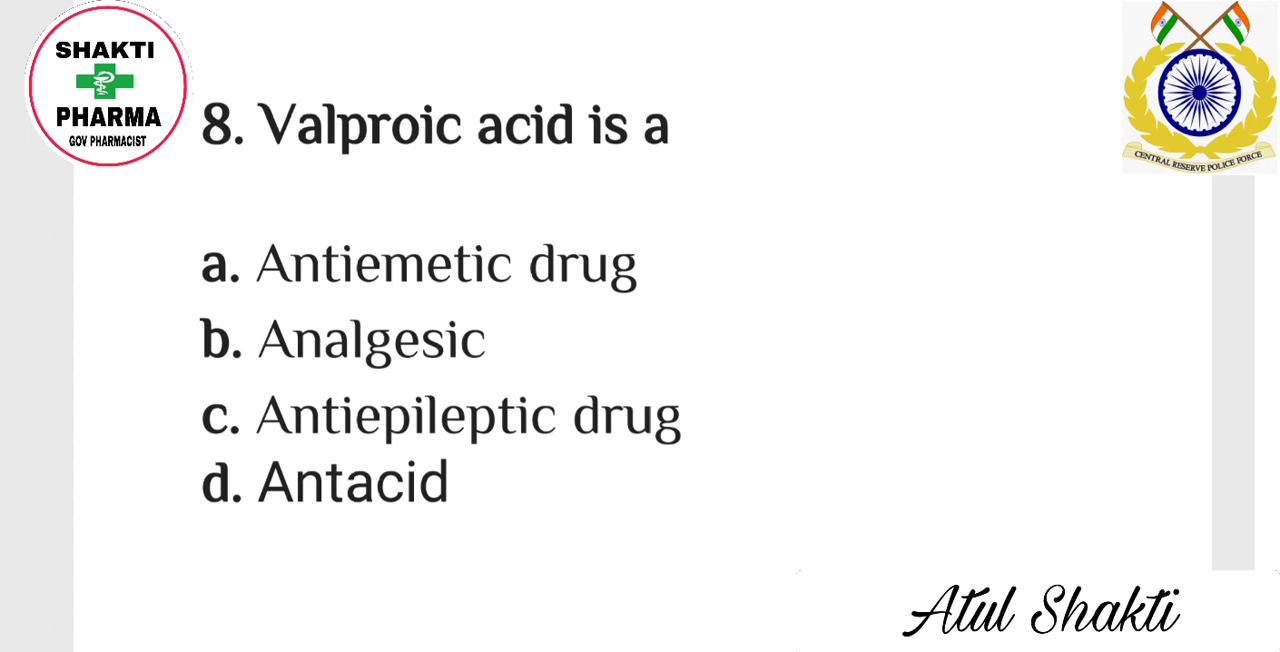 SHAKTI
PHARMA
GOV PHARMACIST
8. Valproic acid is a
CENTRAL RESERVE POLICE FORCE
a. Antiemetic drug
b. Analgesic
c. Antiepileptic drug
d. Antacid
Atul Shakti